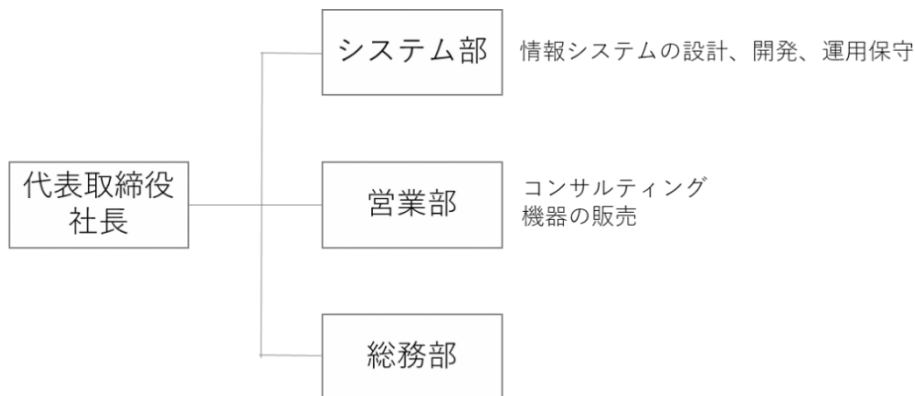 システム部
情報システムの設計、開発、運用保守
代表取締役
社長
営業部
コンサルティング
機器の販売
総務部